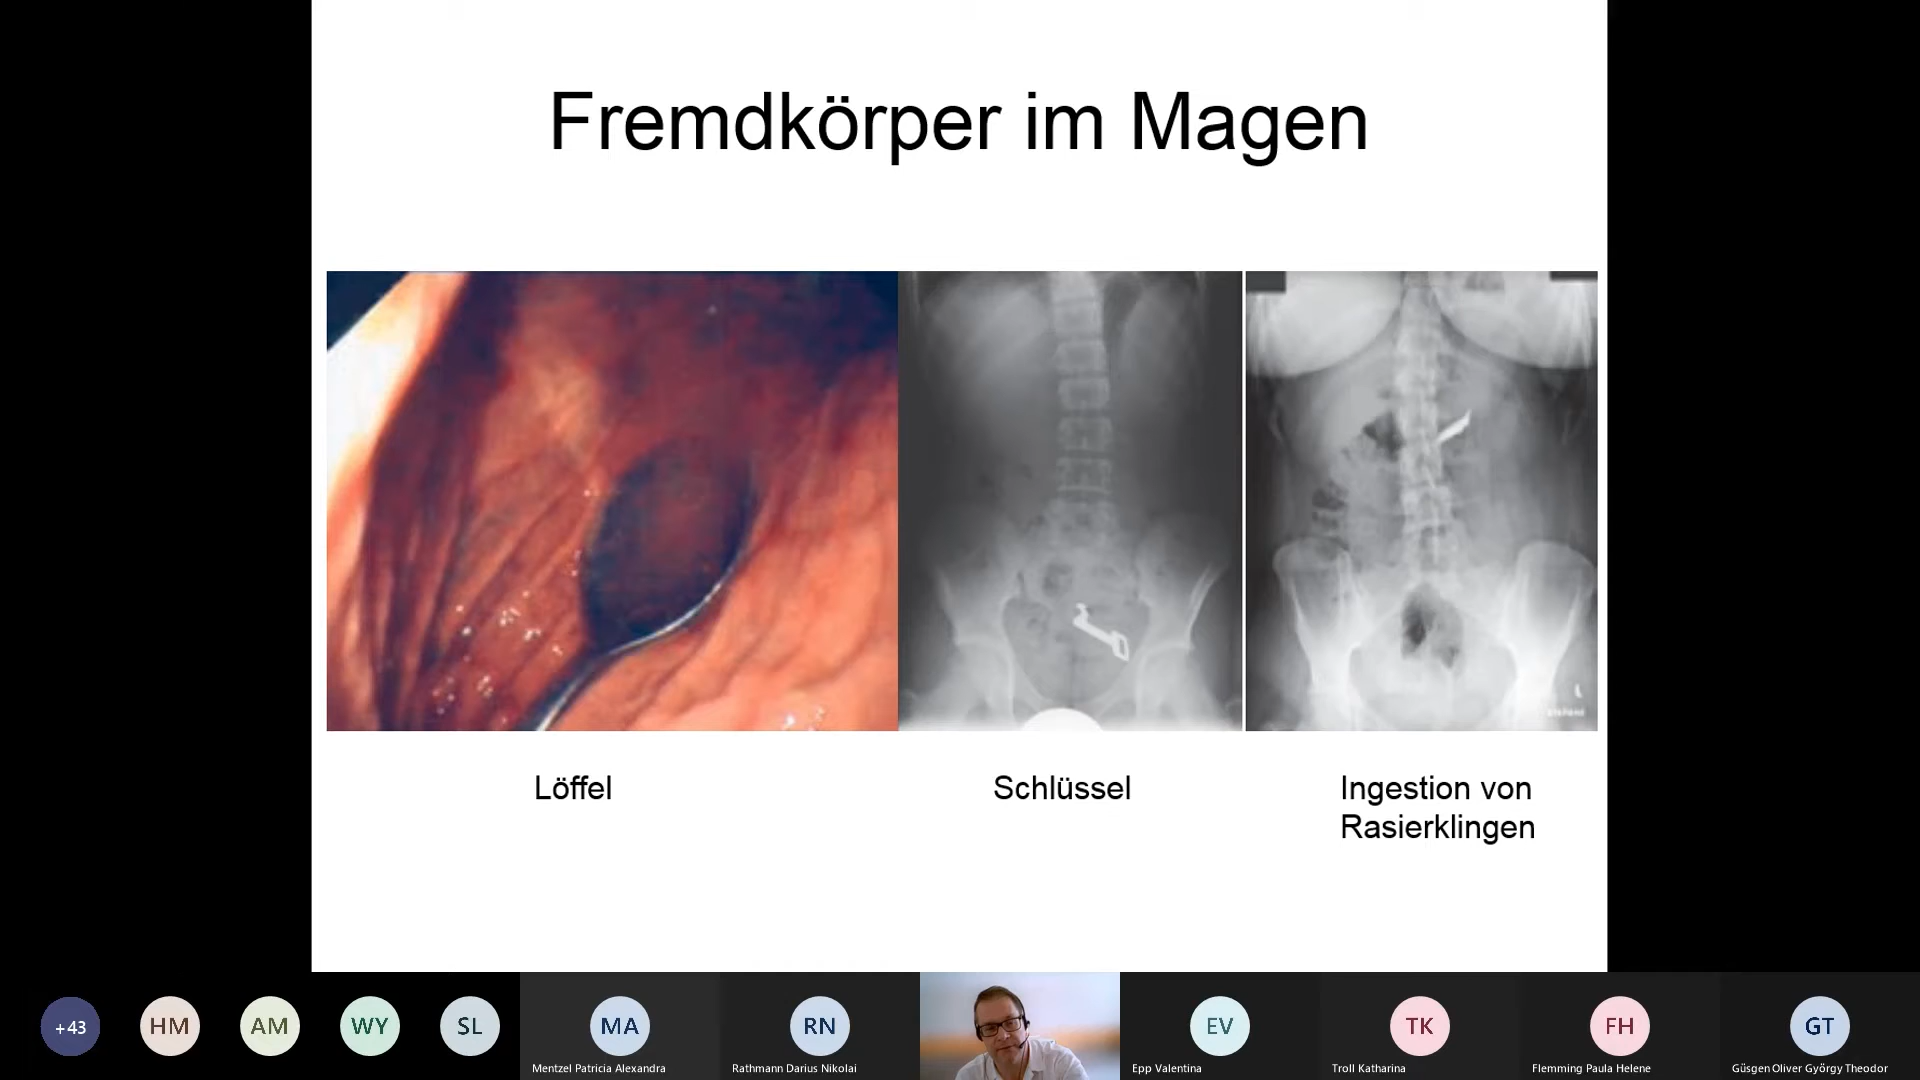 Fremdkörper im Magen
Löffel
Schlüssel
Ingestion von
Rasierklingen
L
+43
HM
AM
WY
SL
MA
Mentzel Patricia Alexandra
RN
Rathmann Darius Nikolai
EV
Epp Valentina
TK
Troll Katharina
FH
Flemming Paula Helene
GT
Güsgen Oliver György Theodor